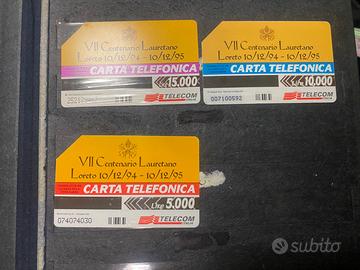 VII Centenario Lauretano
Loreto 10/12/94 - 10/12/95
CARTA TELEFONICA
15.000
TELECOM
VII Centenario Lauretano
Loreto 10/12/94 - 10/12/95
CARTA TELEFONICA
Lire 10.000
007100592
TELECOM
VII Centenario Lauretano
Loreto 10/12/94 - 10/12/95
CARTA TELEFONICA
Lire 5.000
074074030
TELECOM
subito